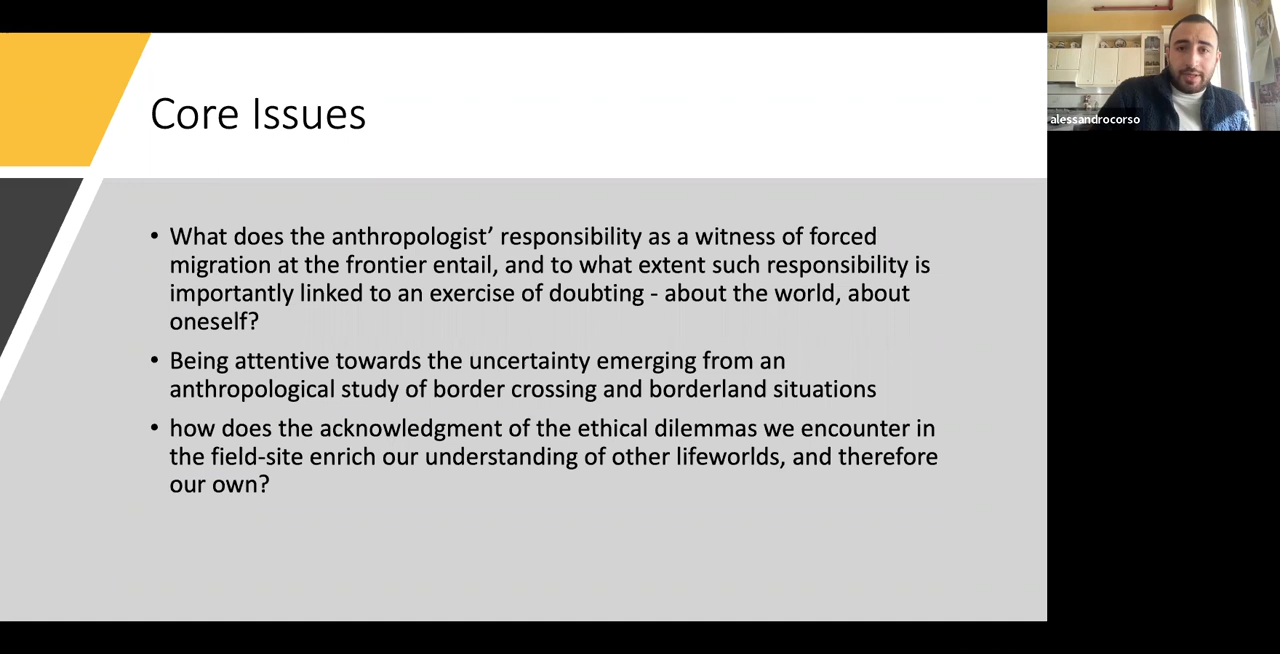 Core Issues
• What does the anthropologist’ responsibility as a witness of forced
migration at the frontier entail, and to what extent such responsibility is
importantly linked to an exercise of doubting - about the world, about
oneself?
• Being attentive towards the uncertainty emerging from an
anthropological study of border crossing and borderland situations
• how does the acknowledgment of the ethical dilemmas we encounter in
the field-site enrich our understanding of other lifeworlds, and therefore
our own?
alessandrocorso